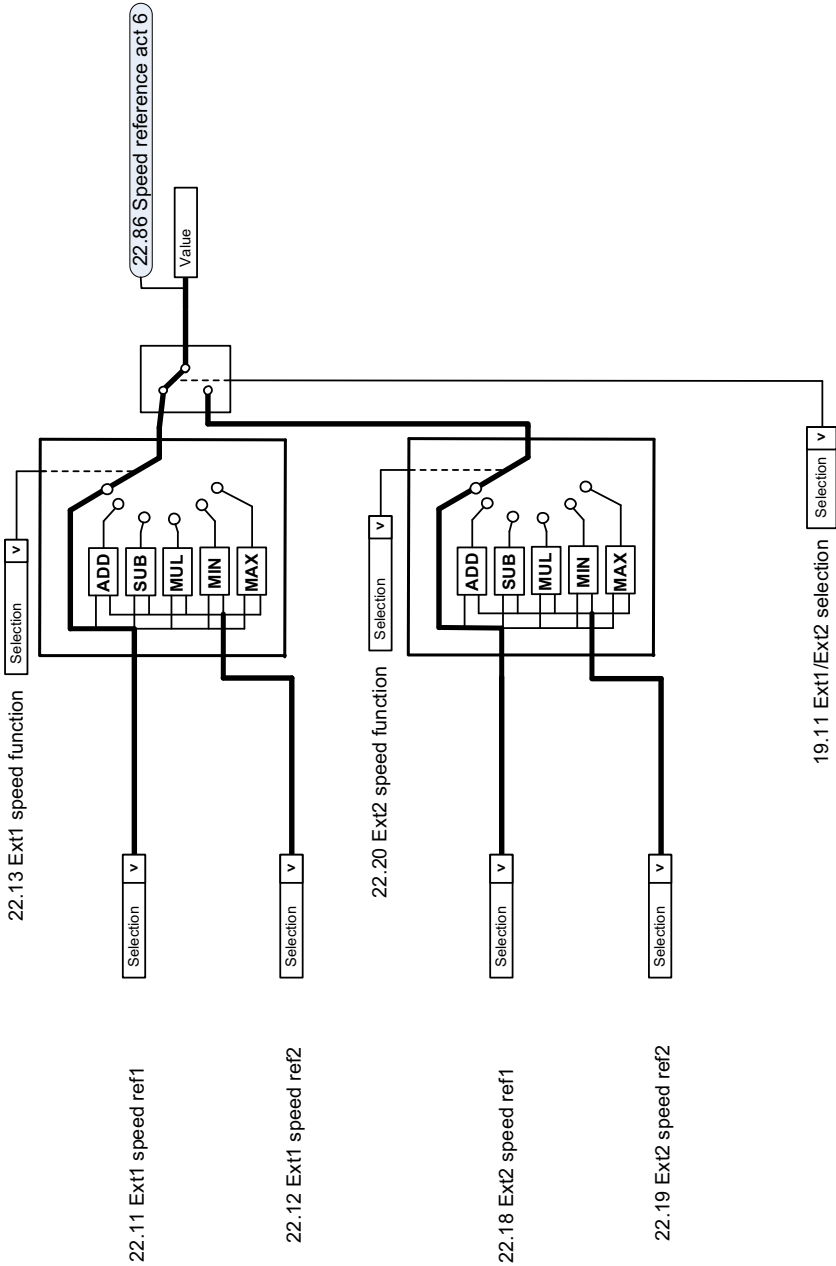 22.86 Speed reference act 6
Value
22.13 Ext1 speed function
Selection v
ADD
SUB
MUL
MIN
MAX
22.11 Ext1 speed ref1
Selection v
22.12 Ext1 speed ref2
Selection v
22.20 Ext2 speed function
Selection v
ADD
SUB
MUL
MIN
MAX
22.18 Ext2 speed ref1
Selection v
22.19 Ext2 speed ref2
Selection v
19.11 Ext1/Ext2 selection
Selection v